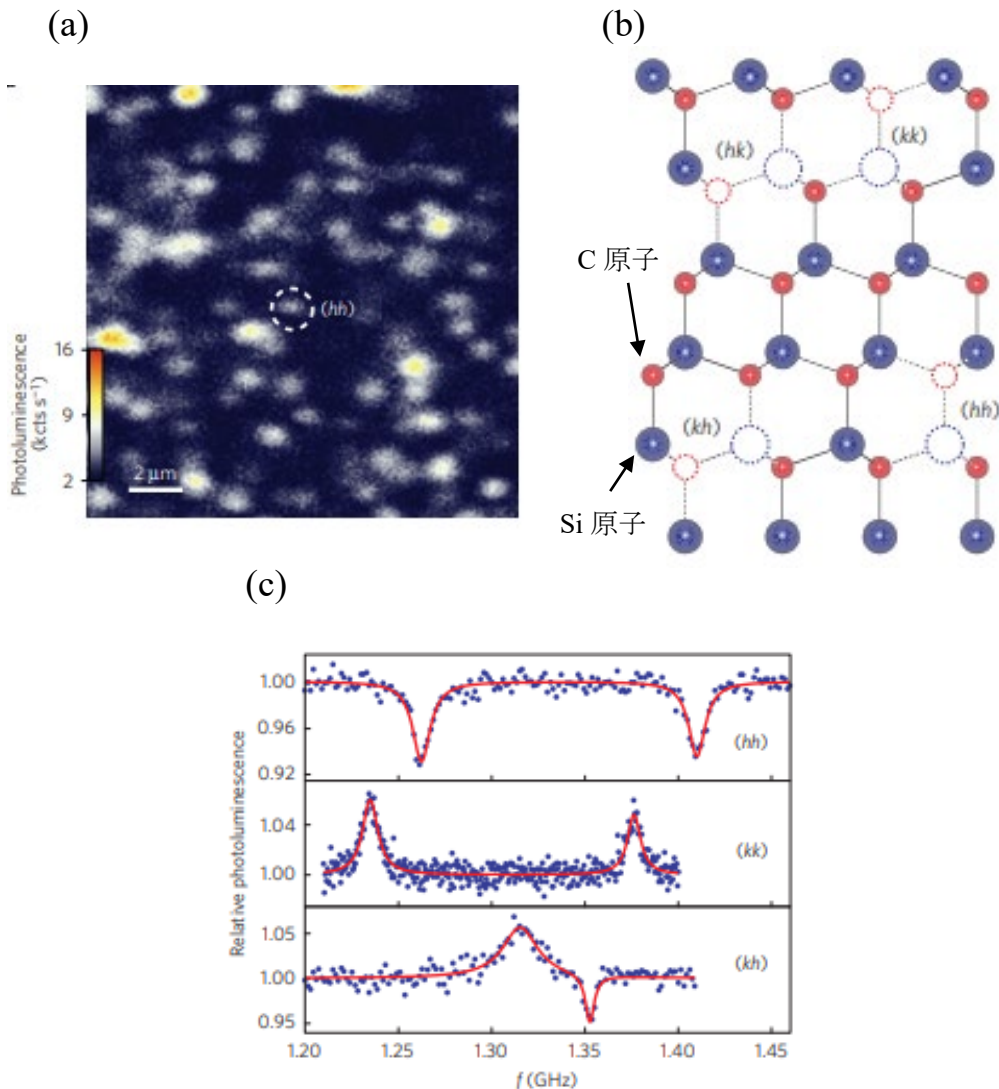 (a)
Photoluminescence
(kcts s⁻¹)
16
9
2
2 μm
(hh)
(b)
(hk)
(kk)
C 原子
(kh)
(hh)
Si 原子
(c)
Relative photoluminescence
1.00
0.96
0.92
(hh)
1.04
1.00
(kk)
1.05
1.00
0.95
(kh)
1.20
1.25
1.30
1.35
1.40
1.45
f (GHz)